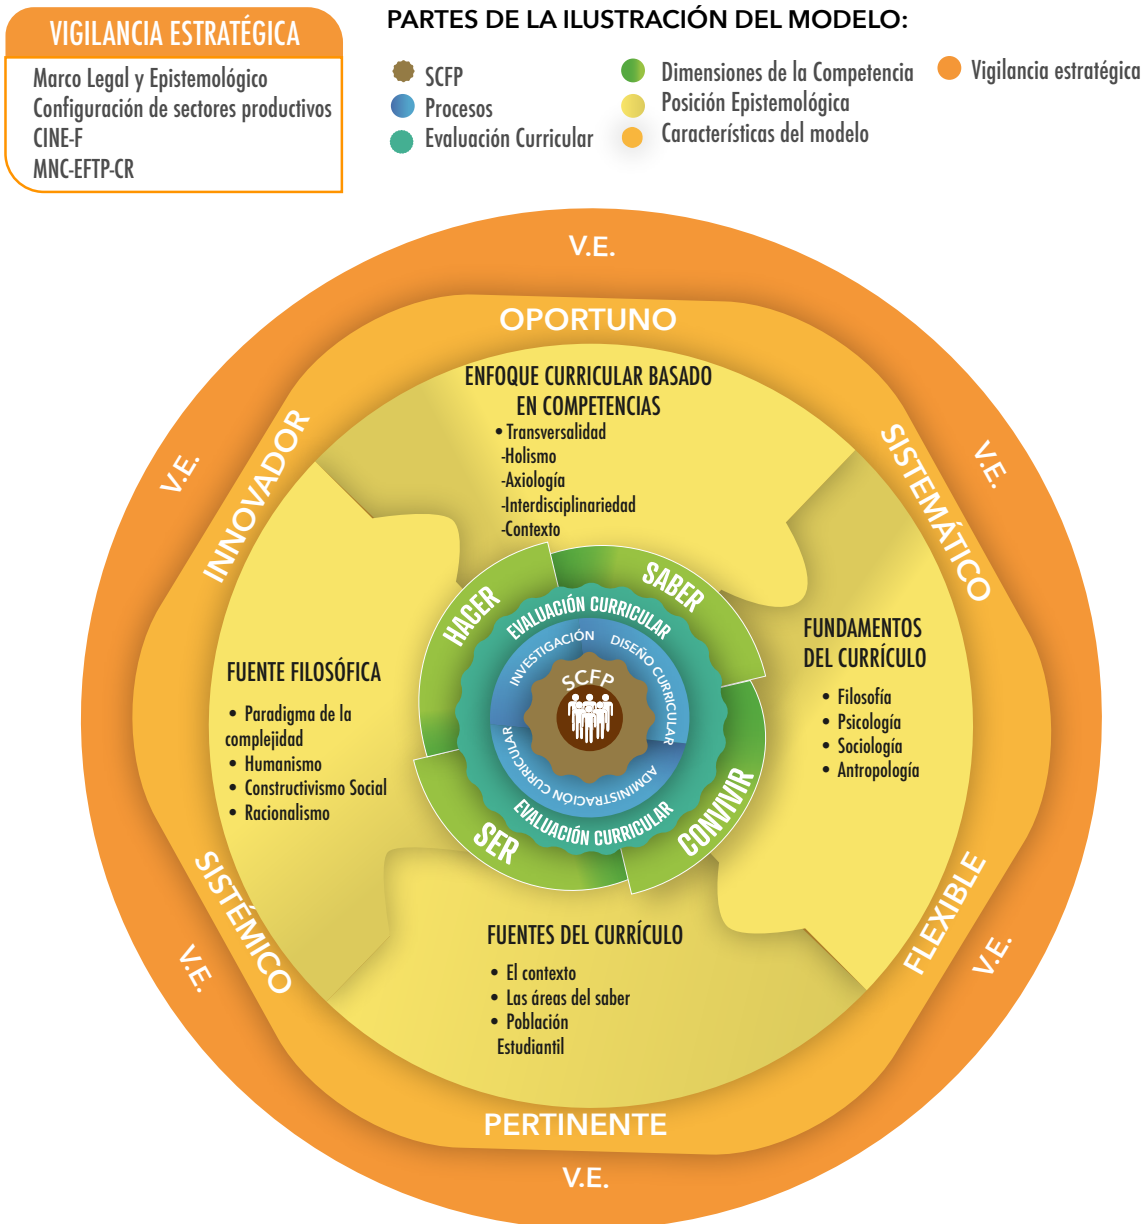 VIGILANCIA ESTRATÉGICA
Marco Legal y Epistemológico
Configuración de sectores productivos
CINE-F
MNC-EFTP-CR
PARTES DE LA ILUSTRACIÓN DEL MODELO:
SCFP
Procesos
Evaluación Curricular
Dimensiones de la Competencia
Posición Epistemológica
Características del modelo
Vigilancia estratégica
V.E.
V.E.
V.E.
V.E.
V.E.
V.E.
OPORTUNO
SISTEMÁTICO
FLEXIBLE
PERTINENTE
SISTÉMICO
INNOVADOR
ENFOQUE CURRICULAR BASADO
EN COMPETENCIAS
• Transversalidad
-Holismo
-Axiología
-Interdisciplinariedad
-Contexto
FUNDAMENTOS
DEL CURRÍCULO
• Filosofía
• Psicología
• Sociología
• Antropología
FUENTES DEL CURRÍCULO
• El contexto
• Las áreas del saber
• Población
Estudiantil
FUENTE FILOSÓFICA
• Paradigma de la
complejidad
• Humanismo
• Constructivismo Social
• Racionalismo
HACER
SABER
CONVIVIR
SER
EVALUACIÓN CURRICULAR
EVALUACIÓN CURRICULAR
INVESTIGACIÓN
DISEÑO CURRICULAR
ADMINISTRACIÓN CURRICULAR
SCFP